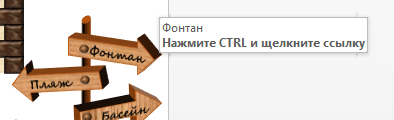 Фонтан
Нажмите CTRL и щелкните ссылку
Фонтан
Пляж
Басейн